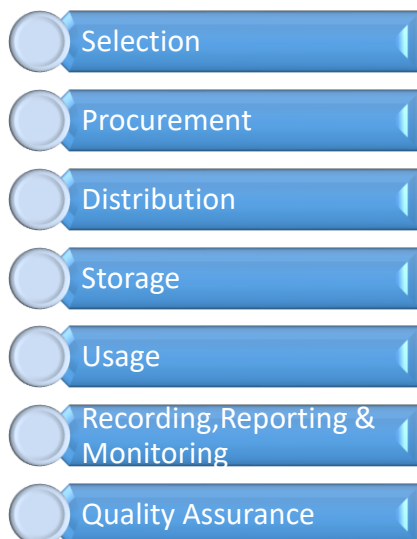 Selection
Procurement
Distribution
Storage
Usage
Recording,Reporting &
Monitoring
Quality Assurance